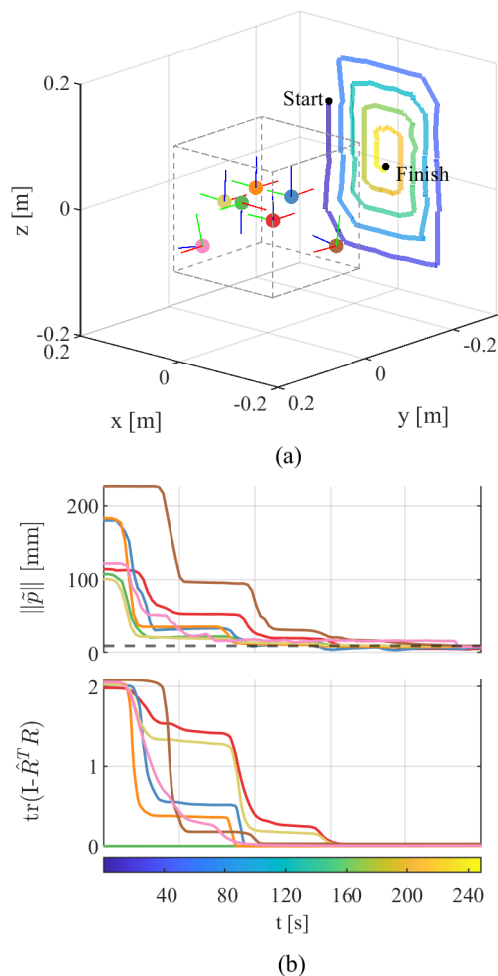 0.2
Start
Finish
z [m]
0
-0.2
0.2
0
-0.2
0.2
0
-0.2
x [m]
y [m]
(a)
200
100
0
||p̃|| [mm]
2
1
0
tr(I-R̂ᵀR)
40 80 120 160 200 240
t [s]
(b)